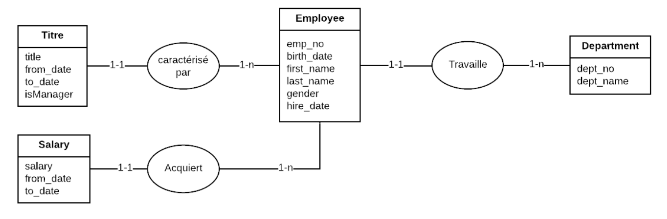 Titre
title
from_date
to_date
isManager
1-1
caractérisé
par
1-n
Employee
emp_no
birth_date
first_name
last_name
gender
hire_date
1-1
Travaille
1-n
Department
dept_no
dept_name
Salary
salary
from_date
to_date
1-1
Acquiert
1-n